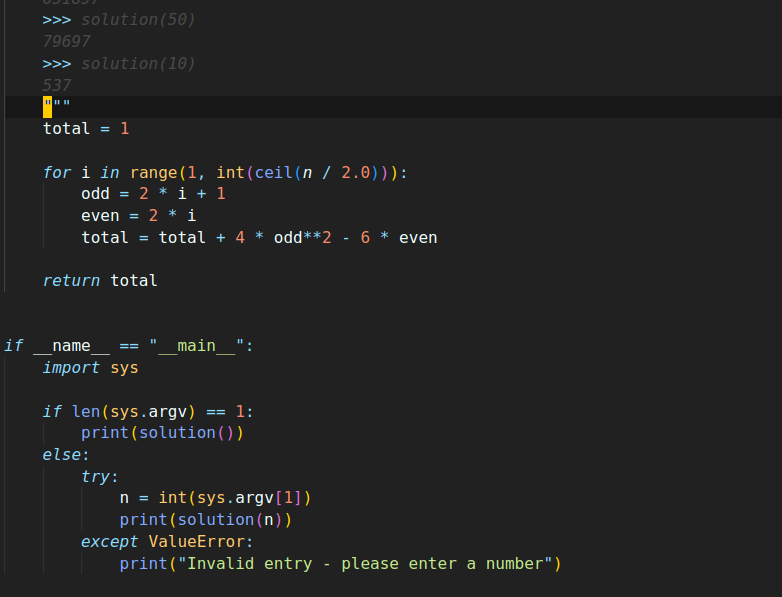 >>> solution(50)
79697
>>> solution(10)
537
"""
total = 1
for i in range(1, int(ceil(n / 2.0))):
odd = 2 * i + 1
even = 2 * i
total = total + 4 * odd**2 - 6 * even
return total
if __name__ == "__main__":
import sys
if len(sys.argv) == 1:
print(solution())
else:
try:
n = int(sys.argv[1])
print(solution(n))
except ValueError:
print("Invalid entry - please enter a number")